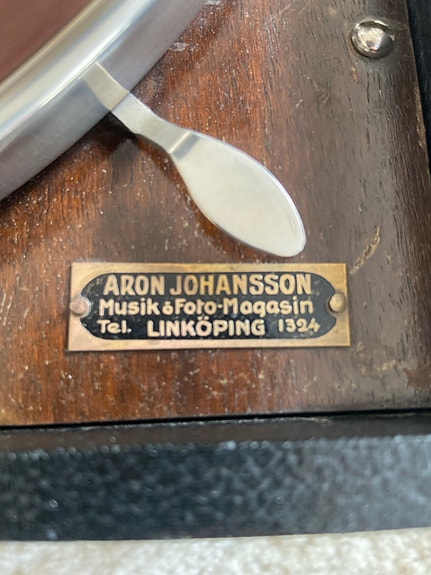 ARON JOHANSSON
Musik & Foto-Magasin
Tel. LINKÖPING 1324